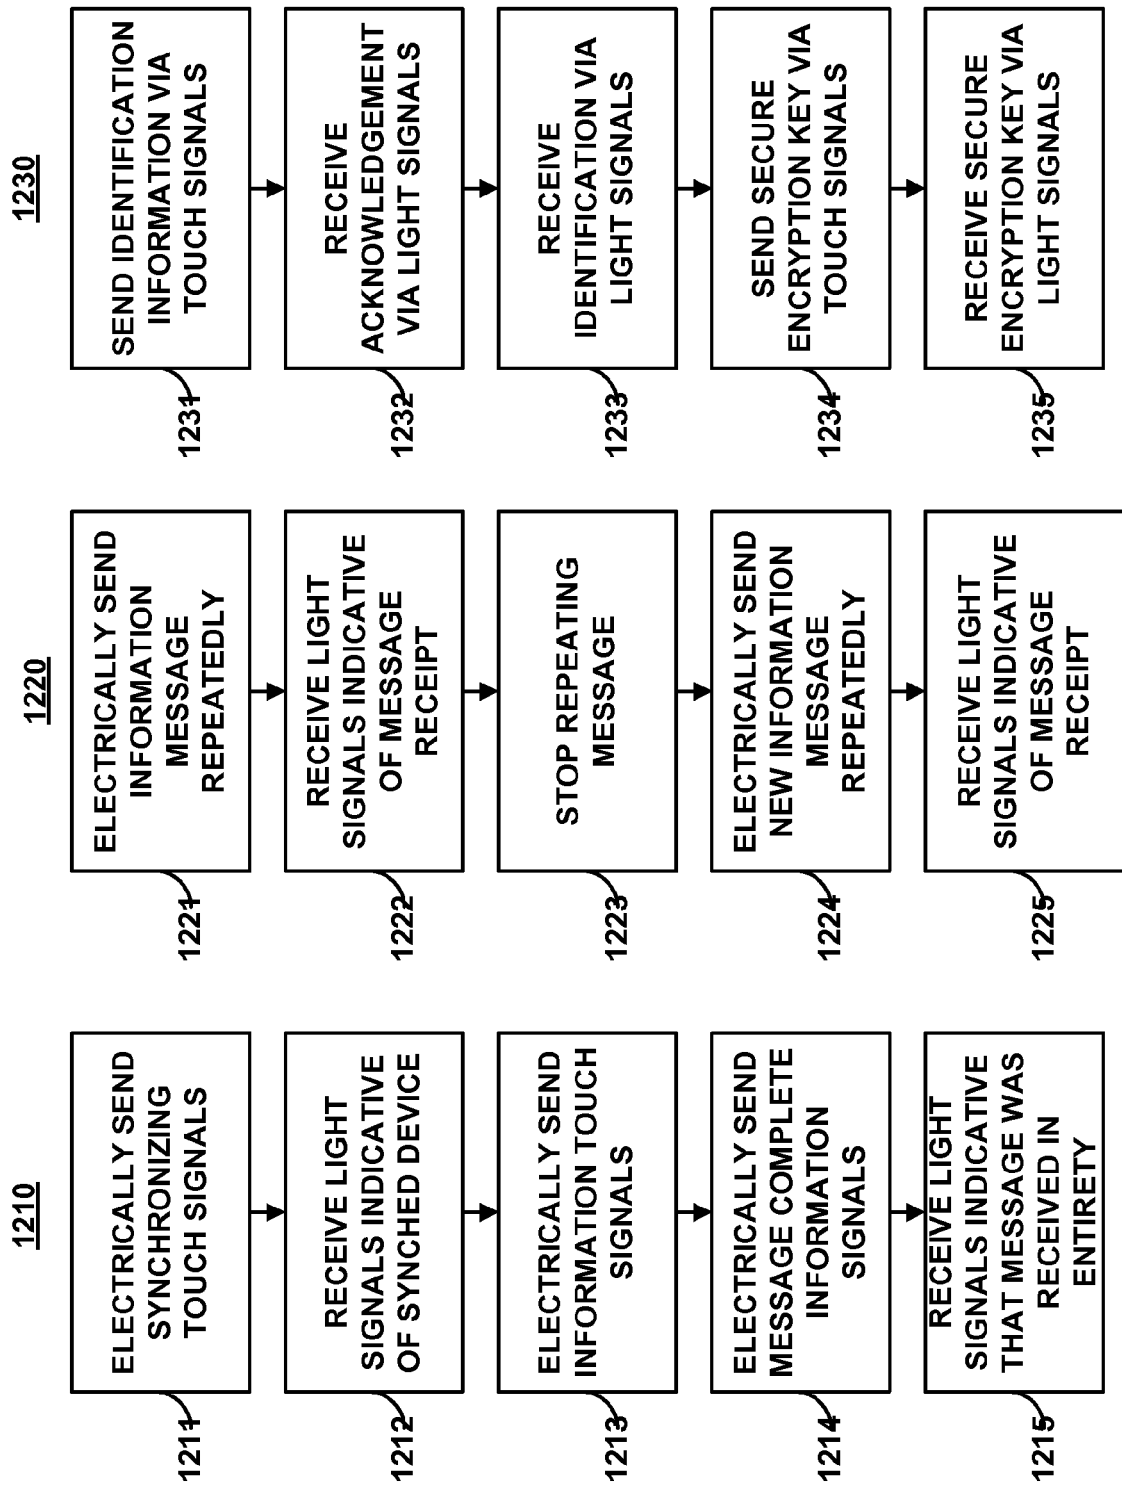 1210
ELECTRICALLY SEND
SYNCHRONIZING
TOUCH SIGNALS
1211
RECEIVE LIGHT
SIGNALS INDICATIVE
OF SYNCHED DEVICE
1212
ELECTRICALLY SEND
INFORMATION TOUCH
SIGNALS
1213
ELECTRICALLY SEND
MESSAGE COMPLETE
INFORMATION
SIGNALS
1214
RECEIVE LIGHT
SIGNALS INDICATIVE
THAT MESSAGE WAS
RECEIVED IN
ENTIRETY
1215
1220
ELECTRICALLY SEND
INFORMATION
MESSAGE
REPEATEDLY
1221
RECEIVE LIGHT
SIGNALS INDICATIVE
OF MESSAGE
RECEIPT
1222
STOP REPEATING
MESSAGE
1223
ELECTRICALLY SEND
NEW INFORMATION
MESSAGE
REPEATEDLY
1224
RECEIVE LIGHT
SIGNALS INDICATIVE
OF MESSAGE
RECEIPT
1225
1230
SEND IDENTIFICATION
INFORMATION VIA
TOUCH SIGNALS
1231
RECEIVE
ACKNOWLEDGEMENT
VIA LIGHT SIGNALS
1232
RECEIVE
IDENTIFICATION VIA
LIGHT SIGNALS
1233
SEND SECURE
ENCRYPTION KEY VIA
TOUCH SIGNALS
1234
RECEIVE SECURE
ENCRYPTION KEY VIA
LIGHT SIGNALS
1235